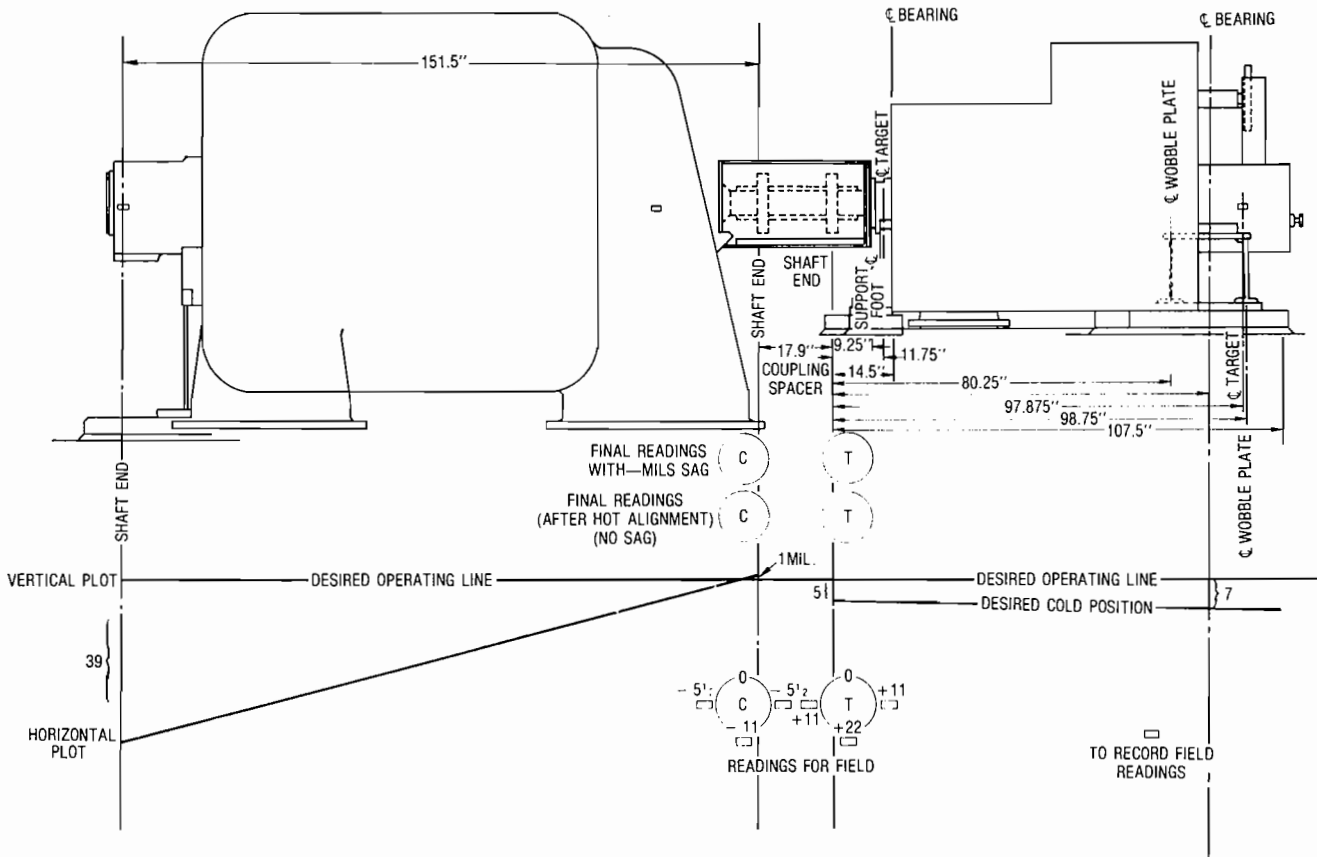 ℄ BEARING
℄ BEARING
151.5″
℄ TARGET
℄ WOBBLE PLATE
SHAFT END
SHAFT
END
SUPPORT ℄
FOOT
17.9″
COUPLING
SPACER
9.25″
11.75″
14.5″
80.25″
97.875″
98.75″
107.5″
℄ TARGET
℄ WOBBLE PLATE
SHAFT END
FINAL READINGS
WITH—MILS SAG
C
T
FINAL READINGS
(AFTER HOT ALIGNMENT)
(NO SAG)
C
T
1MIL.
VERTICAL PLOT
DESIRED OPERATING LINE
DESIRED OPERATING LINE
5
7
DESIRED COLD POSITION
39
HORIZONTAL
PLOT
0
0
- 5¹
- 5¹₂
+11
C
T
+11
- 11
+22
READINGS FOR FIELD
TO RECORD FIELD
READINGS